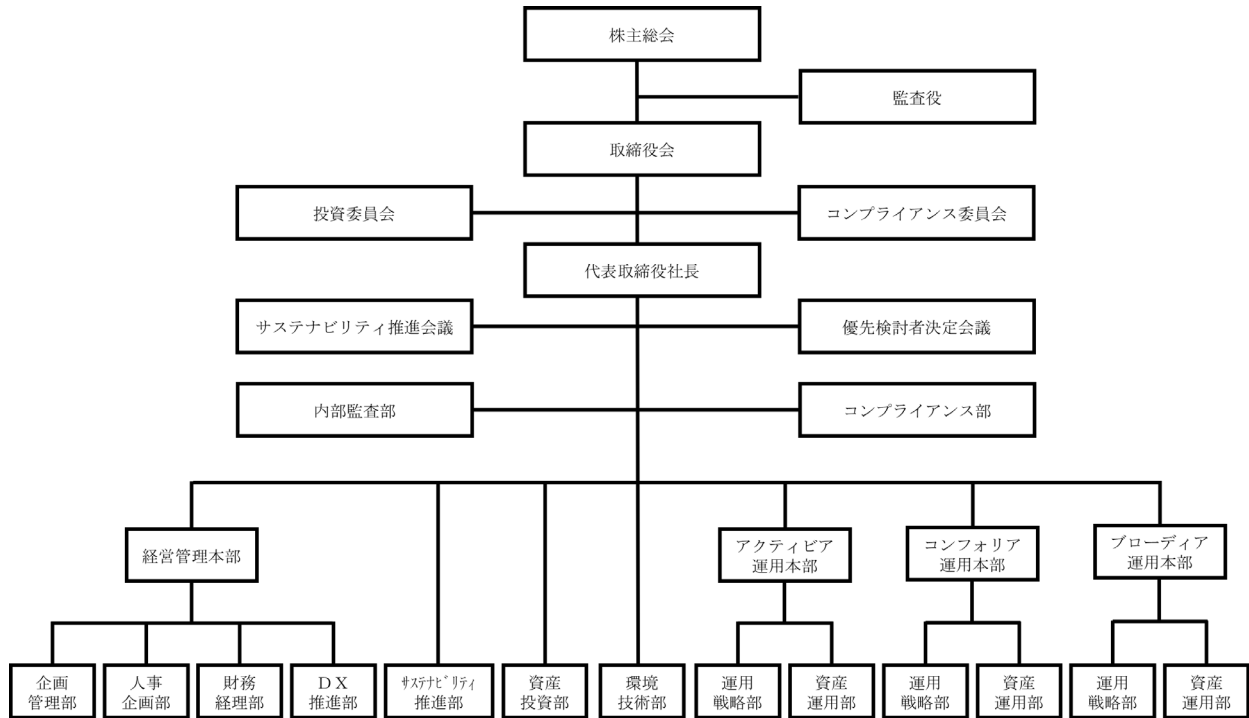 株主総会
監査役
取締役会
投資委員会
コンプライアンス委員会
代表取締役社長
サステナビリティ推進会議
優先検討者決定会議
内部監査部
コンプライアンス部
経営管理本部
アクティビア
運用本部
コンフォリア
運用本部
ブローディア
運用本部
企画
管理部
人事
企画部
財務
経理部
ＤＸ
推進部
ｻｽﾃﾅﾋﾞﾘﾃｨ
推進部
資産
投資部
環境
技術部
運用
戦略部
資産
運用部
運用
戦略部
資産
運用部
運用
戦略部
資産
運用部